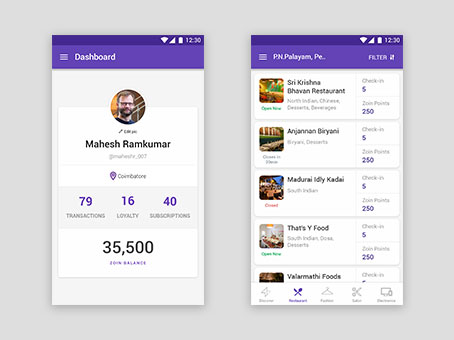 12:30
Dashboard
Edit pic
Mahesh Ramkumar
@maheshr_007
Coimbatore
79
16
40
TRANSACTIONS
LOYALTY
SUBSCRIPTIONS
35,500
ZOIN BALANCE
12:30
P.N.Palayam, Pe..
FILTER
Sri Krishna
Bhavan Restaurant
North Indian, Chinese,
Desserts, Beverages
Open Now
Check-in
5
Zoin Points
250
Anjannan Biryani
Biryani, Desserts
Closes in
20min
Check-in
5
Zoin Points
250
Madurai Idly Kadai
South Indian
Closed
Check-in
5
Zoin Points
250
That's Y Food
South Indian, Dose,
Desserts
Open Now
Check-in
5
Zoin Points
250
Valarmathi Foods
Check-in
Discover
Restaurant
Fashion
Salon
Electronics